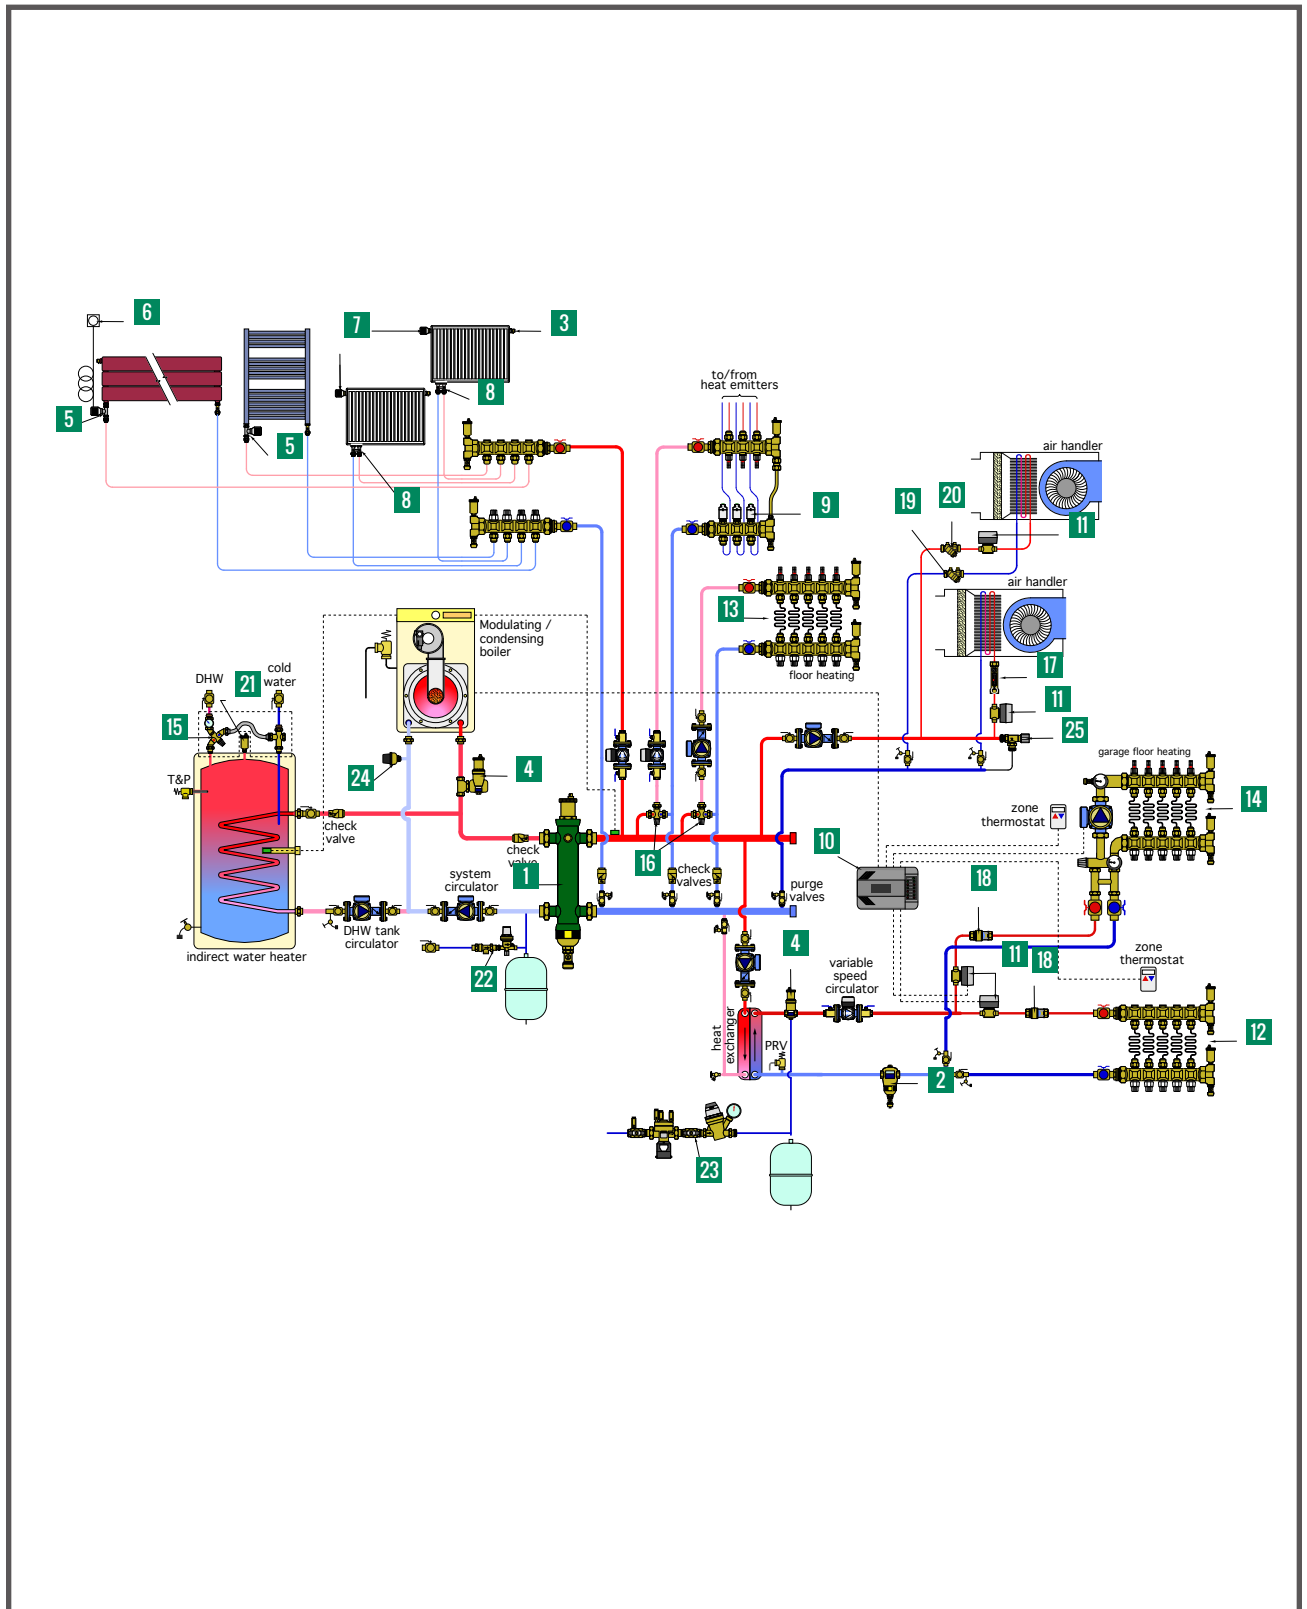 6
7
3
8
5
5
8
to/from
heat emitters
9
air handler
20
19
11
air handler
13
floor heating
17
11
25
Modulating /
condensing
boiler
DHW
21
cold
water
15
T&P
24
4
check
valve
check
valve
1
16
check
valves
purge
valves
system
circulator
DHW tank
circulator
indirect water heater
22
10
garage floor heating
zone
thermostat
14
18
11
18
zone
thermostat
4
variable
speed
circulator
heat
exchanger
PRV
2
12
23